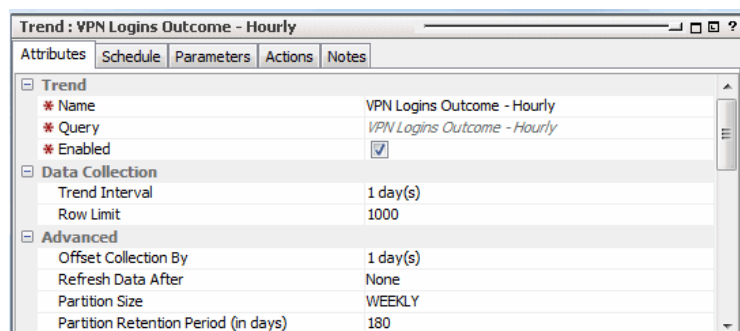 Trend : VPN Logins Outcome - Hourly
?
Attributes Schedule Parameters Actions Notes
Trend
* Name VPN Logins Outcome - Hourly
* Query VPN Logins Outcome - Hourly
* Enabled
Data Collection
Trend Interval 1 day(s)
Row Limit 1000
Advanced
Offset Collection By 1 day(s)
Refresh Data After None
Partition Size WEEKLY
Partition Retention Period (in days) 180